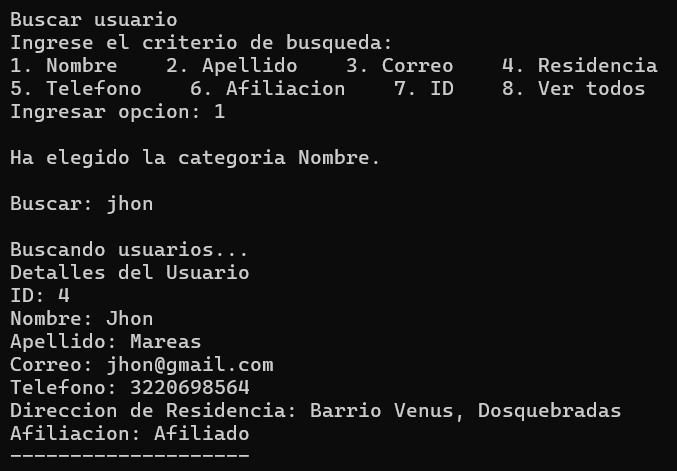 Buscar usuario
Ingrese el criterio de busqueda:
1. Nombre    2. Apellido    3. Correo    4. Residencia
5. Telefono    6. Afiliacion    7. ID    8. Ver todos
Ingresar opcion: 1
Ha elegido la categoria Nombre.
Buscar: jhon
Buscando usuarios...
Detalles del Usuario
ID: 4
Nombre: Jhon
Apellido: Mareas
Correo: jhon@gmail.com
Telefono: 3220698564
Direccion de Residencia: Barrio Venus, Dosquebradas
Afiliacion: Afiliado
--------------------